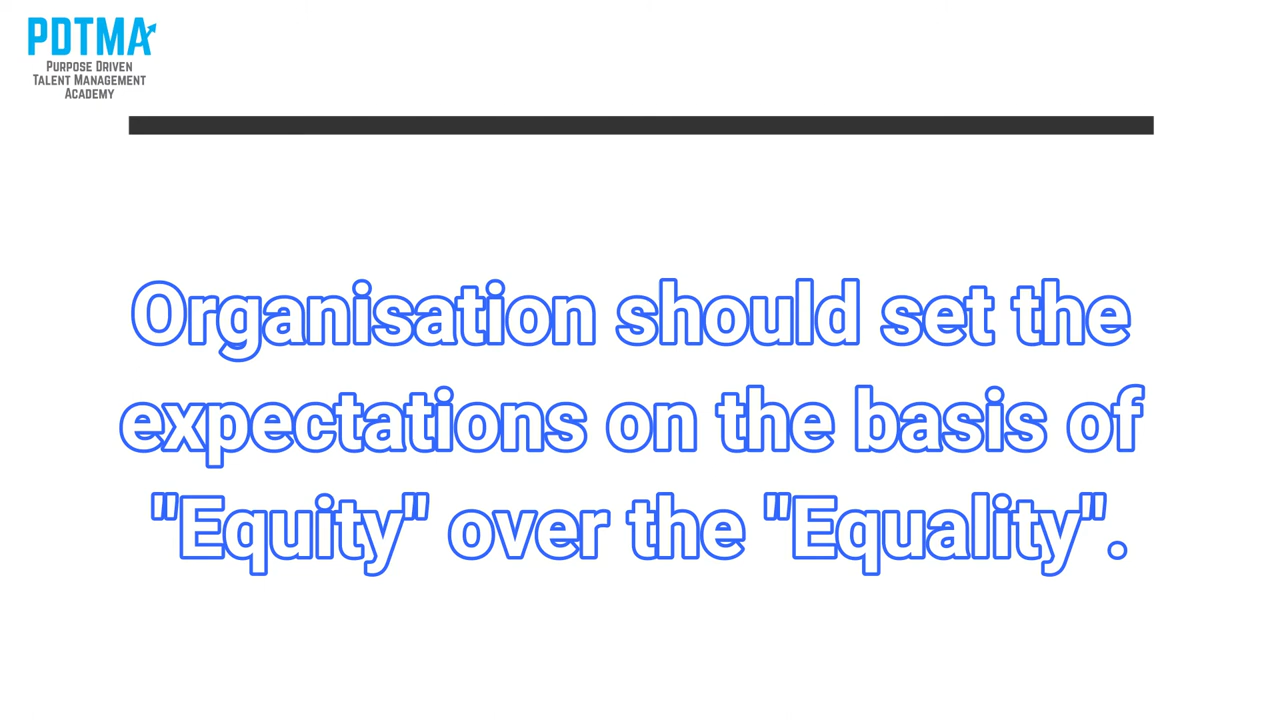 PDTMA
Purpose Driven
Talent Management
Academy
Organisation should set the
expectations on the basis of
"Equity" over the "Equality".